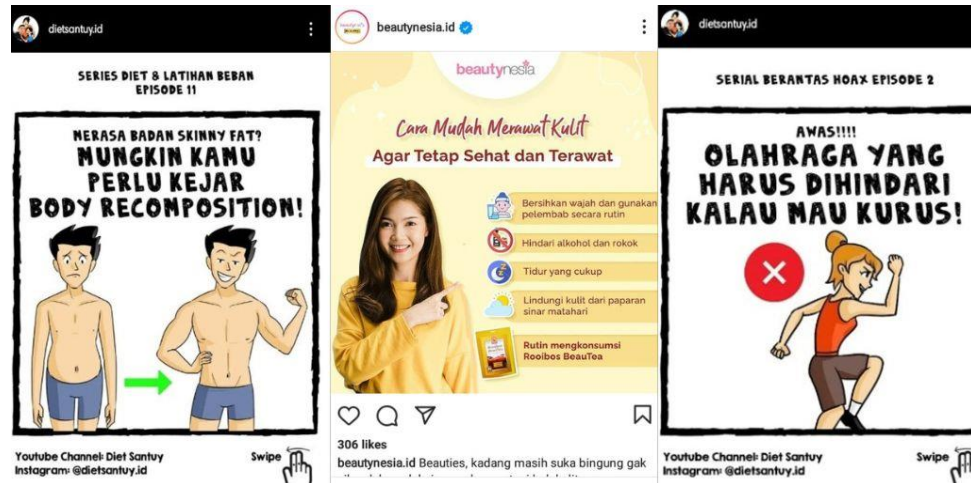 dietsantuy.id
SERIES DIET & LATIHAN BEBAN
EPISODE 11
MERASA BADAN SKINNY FAT?
MUNGKIN KAMU
PERLU KEJAR
BODY RECOMPOSITION!
Youtube Channel: Diet Santuy
Instagram: @dietsantuy.id
Swipe
beautynesia.id
beautynesia
Cara Mudah Merawat Kulit
Agar Tetap Sehat dan Terawat
Bersihkan wajah dan gunakan
pelembab secara rutin
Hindari alkohol dan rokok
Tidur yang cukup
Lindungi kulit dari paparan
sinar matahari
Rutin mengkonsumsi
Rooibos BeauTea
306 likes
beautynesia.id Beauties, kadang masih suka bingung gak
dietsantuy.id
SERIAL BERANTAS HOAX EPISODE 2
AWAS!!!!
OLAHRAGA YANG
HARUS DIHINDARI
KALAU MAU KURUS!
Youtube Channel: Diet Santuy
Instagram: @dietsantuy.id
Swipe